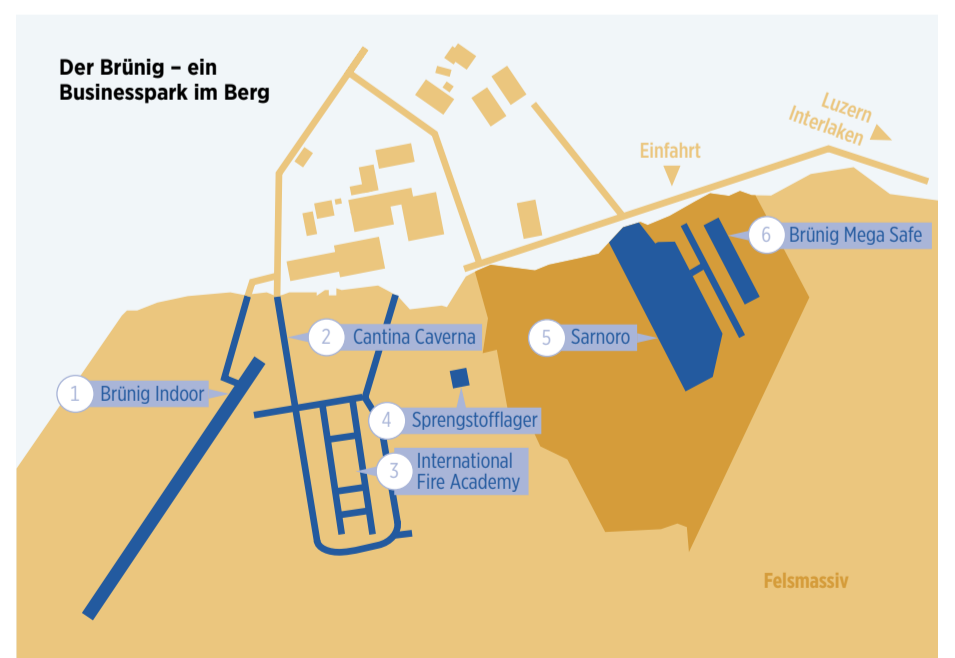 Der Brünig – ein
Businesspark im Berg
Luzern
Interlaken
Einfahrt
6 Brünig Mega Safe
2 Cantina Caverna
5 Sarnoro
1 Brünig Indoor
4 Sprengstofflager
3 International
Fire Academy
Felsmassiv